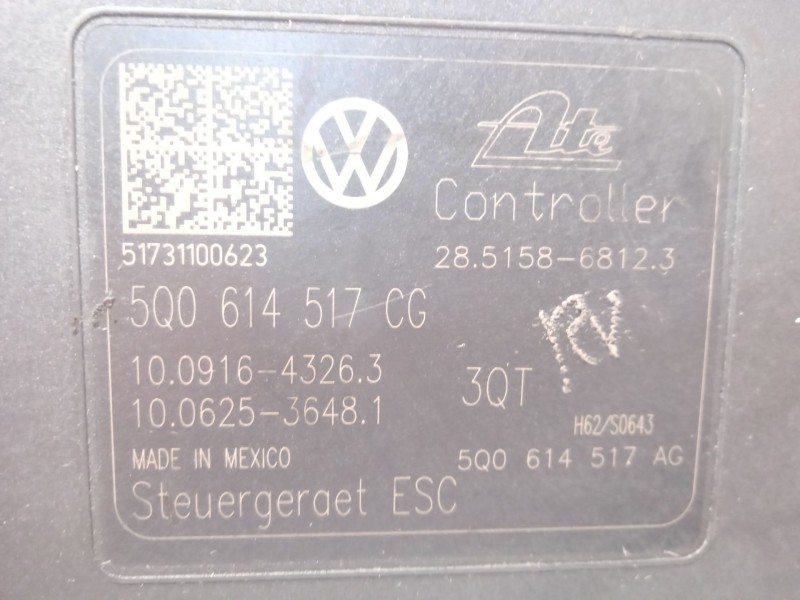 VW
Ate
Controller
51731100623
28.5158-6812.3
5Q0 614 517 CG
10.0916-4326.3
3QT
10.0625-3648.1
H62/S0643
MADE IN MEXICO
5Q0 614 517 AG
Steuergeraet ESC